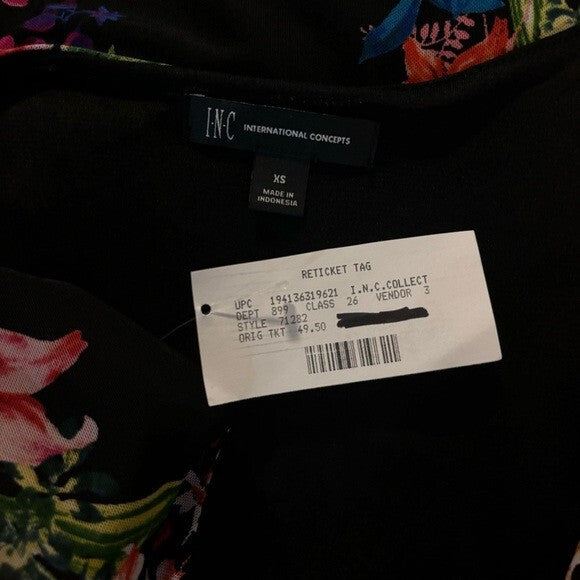 I·N·C INTERNATIONAL CONCEPTS
XS
MADE IN
INDONESIA
RETICKET TAG
UPC 194136319621 I.N.C.COLLECT
DEPT 899 CLASS 26 VENDOR 3
STYLE 71282
ORIG TKT 49.50